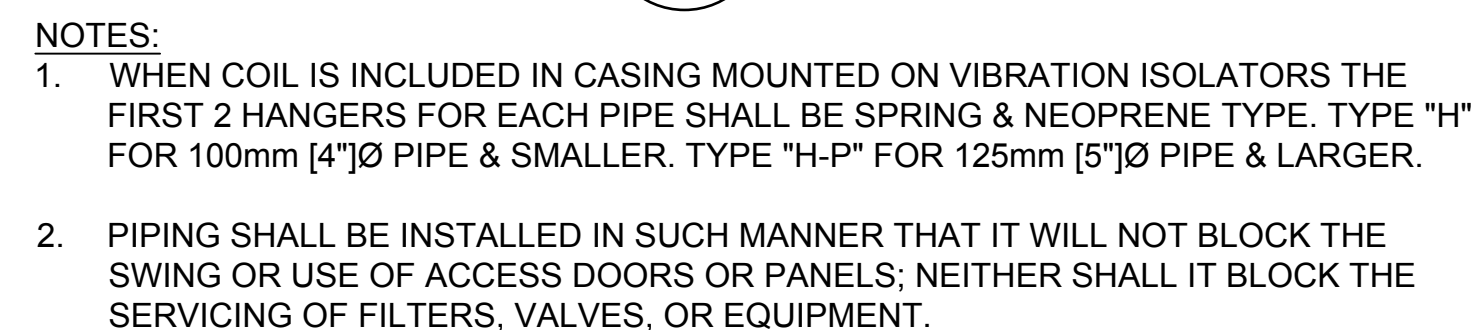 NOTES:
1. WHEN COIL IS INCLUDED IN CASING MOUNTED ON VIBRATION ISOLATORS THE
FIRST 2 HANGERS FOR EACH PIPE SHALL BE SPRING & NEOPRENE TYPE. TYPE "H"
FOR 100mm [4"]Ø PIPE & SMALLER. TYPE "H-P" FOR 125mm [5"]Ø PIPE & LARGER.
2. PIPING SHALL BE INSTALLED IN SUCH MANNER THAT IT WILL NOT BLOCK THE
SWING OR USE OF ACCESS DOORS OR PANELS; NEITHER SHALL IT BLOCK THE
SERVICING OF FILTERS, VALVES, OR EQUIPMENT.